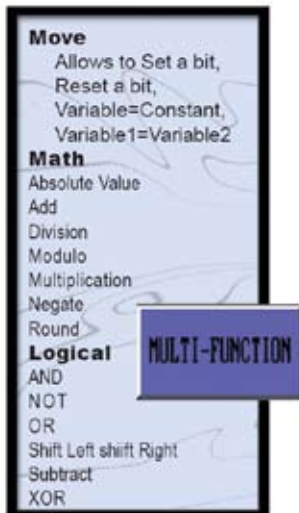 Move
Allows to Set a bit,
Reset a bit,
Variable=Constant,
Variable1=Variable2
Math
Absolute Value
Add
Division
Modulo
Multiplication
Negate
Round
Logical
AND
NOT
OR
Shift Left shiift Right
Subtract
XOR
MULTI-FUNCTION